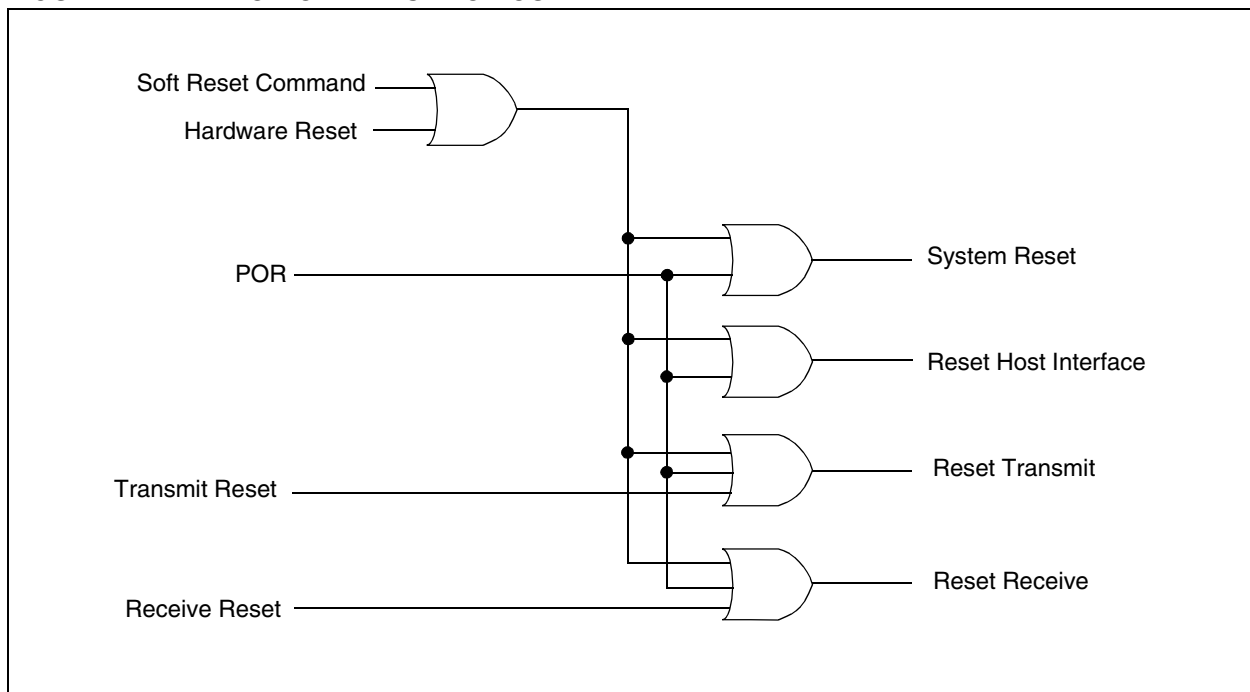 Soft Reset Command
Hardware Reset
System Reset
POR
Reset Host Interface
Reset Transmit
Transmit Reset
Reset Receive
Receive Reset